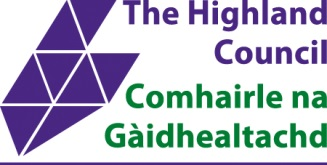 The Highland
Council
Comhairle na
Gàidhealtachd